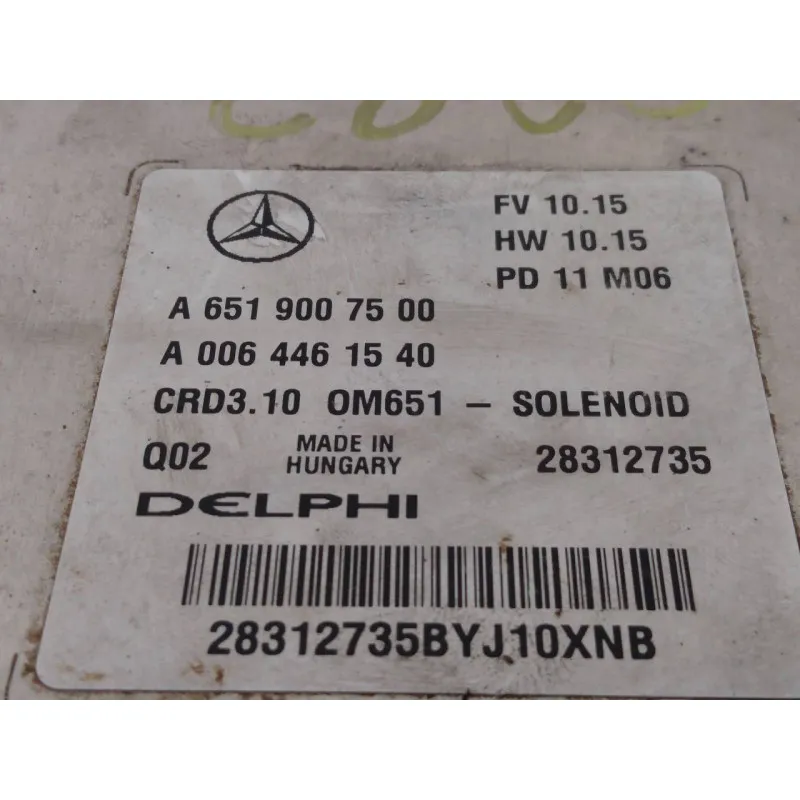 FV 10.15
HW 10.15
PD 11 M06
A 651 900 75 00
A 006 446 15 40
CRD3.10 OM651 - SOLENOID
Q02 MADE IN HUNGARY 28312735
DELPHI
28312735BYJ10XNB